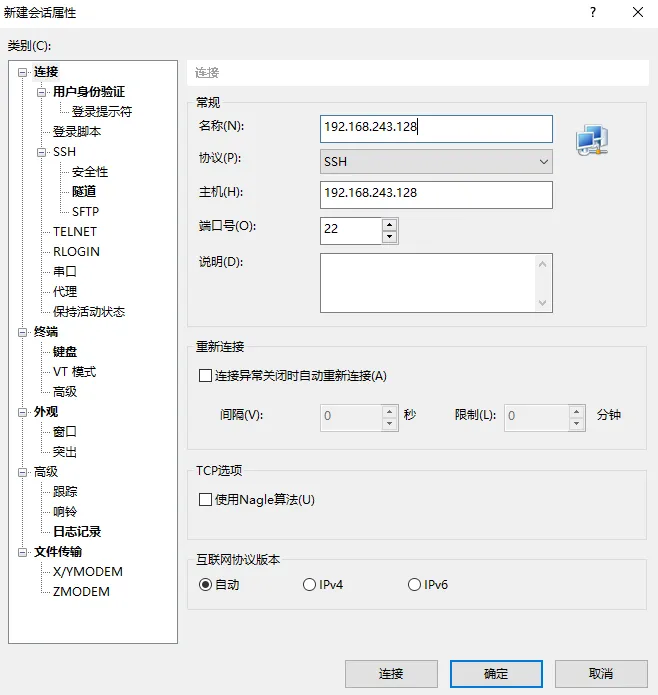 新建会话属性
?
类别(C):
连接
用户身份验证
登录提示符
登录脚本
SSH
安全性
隧道
SFTP
TELNET
RLOGIN
串口
代理
保持活动状态
终端
键盘
VT 模式
高级
外观
窗口
突出
高级
跟踪
响铃
日志记录
文件传输
X/YMODEM
ZMODEM
连接
常规
名称(N): 192.168.243.128
协议(P): SSH
主机(H): 192.168.243.128
端口号(O): 22
说明(D):
重新连接
连接异常关闭时自动重新连接(A)
间隔(V): 0 秒 限制(L): 0 分钟
TCP选项
使用Nagle算法(U)
互联网协议版本
自动 IPv4 IPv6
连接 确定 取消